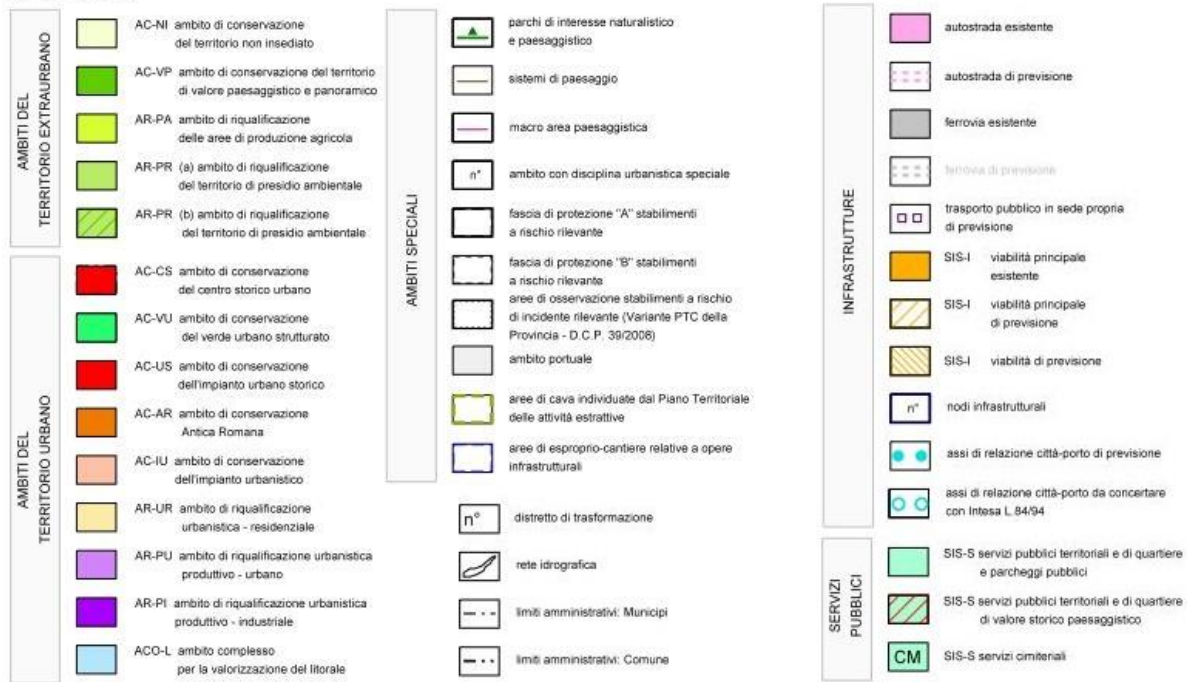 AMBITI DEL
TERRITORIO EXTRAURBANO
AC-NI ambito di conservazione
del territorio non insediato
AC-VP ambito di conservazione del territorio
di valore paesaggistico e panoramico
AR-PA ambito di riqualificazione
delle aree di produzione agricola
AR-PR (a) ambito di riqualificazione
del territorio di presidio ambientale
AR-PR (b) ambito di riqualificazione
del territorio di presidio ambientale
AMBITI DEL
TERRITORIO URBANO
AC-CS ambito di conservazione
del centro storico urbano
AC-VU ambito di conservazione
del verde urbano strutturato
AC-US ambito di conservazione
dell'impianto urbano storico
AC-AR ambito di conservazione
Antica Romana
AC-IU ambito di conservazione
dell'impianto urbanistico
AR-UR ambito di riqualificazione
urbanistica - residenziale
AR-PU ambito di riqualificazione urbanistica
produttivo - urbano
AR-PI ambito di riqualificazione urbanistica
produttivo - industriale
ACO-L ambito complesso
per la valorizzazione del litorale
AMBITI SPECIALI
parchi di interesse naturalistico
e paesaggistico
sistemi di paesaggio
macro area paesaggistica
n° ambito con disciplina urbanistica speciale
fascia di protezione "A" stabilimenti
a rischio rilevante
fascia di protezione "B" stabilimenti
a rischio rilevante
aree di osservazione stabilimenti a rischio
di incidente rilevante (Variante PTC della
Provincia - D.C.P. 39/2008)
ambito portuale
aree di cava individuate dal Piano Territoriale
delle attività estrattive
aree di esproprio-cantiere relative a opere
infrastrutturali
n° distretto di trasformazione
rete idrografica
limiti amministrativi: Municipi
limiti amministrativi: Comune
INFRASTRUTTURE
autostrada esistente
autostrada di previsione
ferrovia esistente
ferrovia di previsione
trasporto pubblico in sede propria
di previsione
SIS-I viabilità principale
esistente
SIS-I viabilità principale
di previsione
SIS-I viabilità di previsione
n° nodi infrastrutturali
assi di relazione città-porto di previsione
assi di relazione città-porto da concertare
con Intesa L.84/94
SERVIZI
PUBBLICI
SIS-S servizi pubblici territoriali e di quartiere
e parcheggi pubblici
SIS-S servizi pubblici territoriali e di quartiere
di valore storico paesaggistico
CM SIS-S servizi cimiteriali